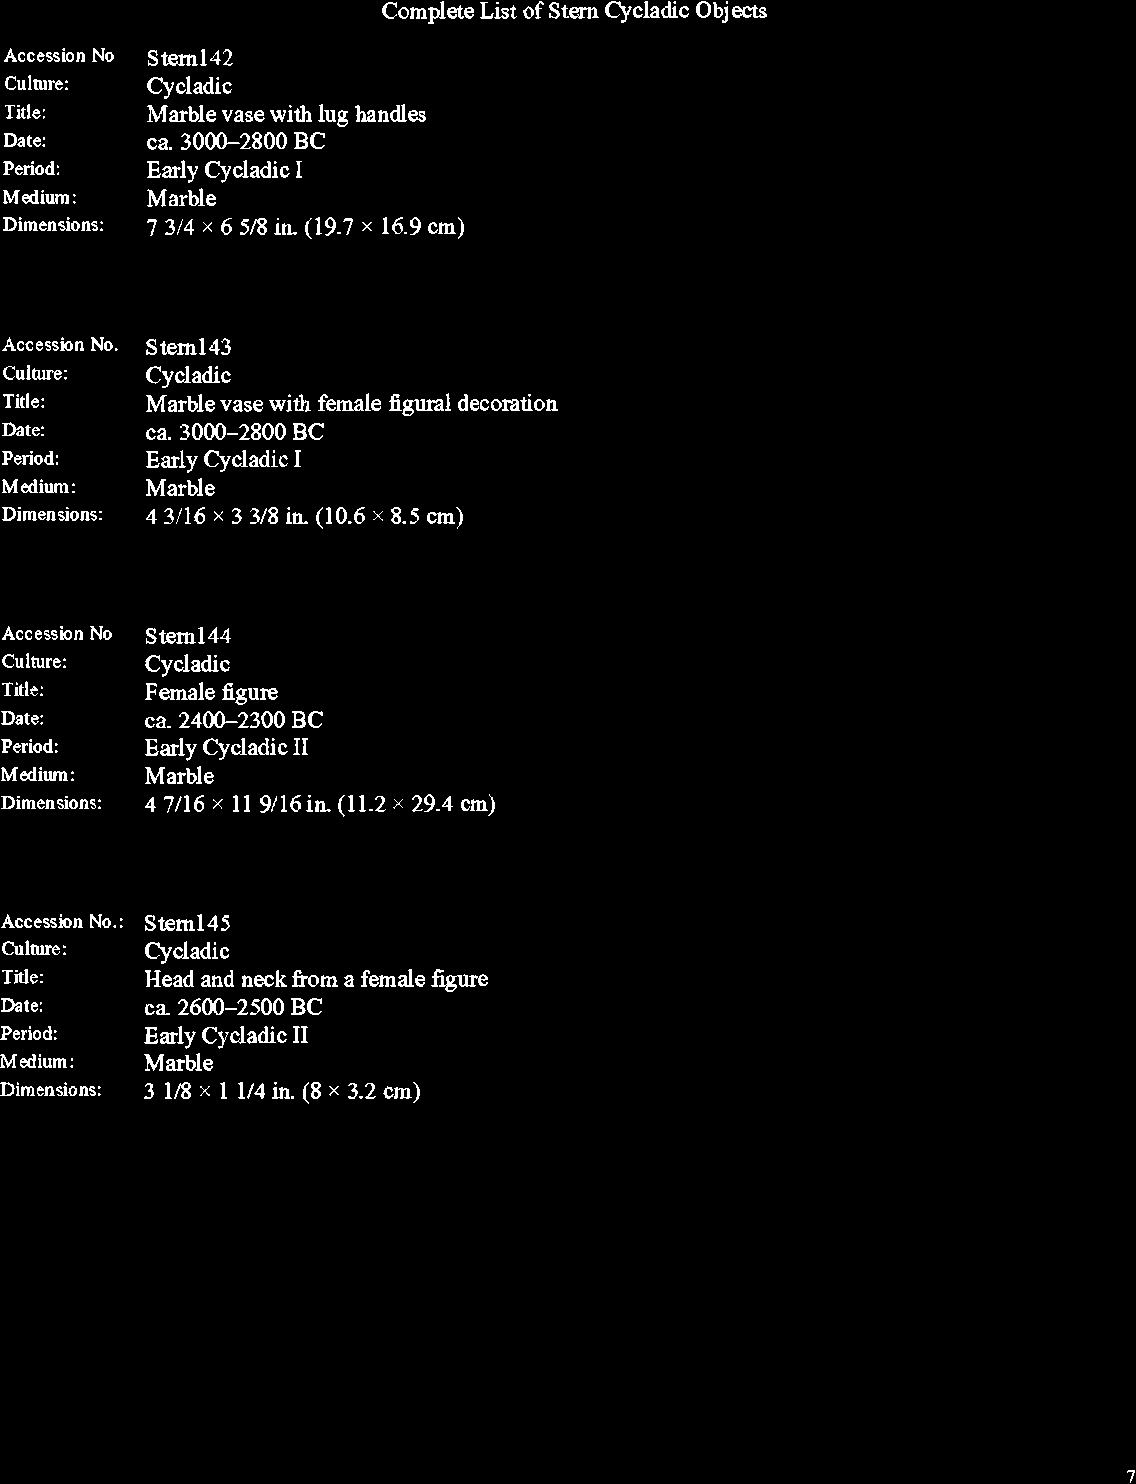 Complete List of Stern Cycladic Objects
Accession No Stern142
Culture: Cycladic
Title: Marble vase with lug handles
Date: ca. 3000–2800 BC
Period: Early Cycladic I
Medium: Marble
Dimensions: 7 3/4 × 6 5/8 in. (19.7 × 16.9 cm)
Accession No. Stern143
Culture: Cycladic
Title: Marble vase with female figural decoration
Date: ca. 3000–2800 BC
Period: Early Cycladic I
Medium: Marble
Dimensions: 4 3/16 × 3 3/8 in. (10.6 × 8.5 cm)
Accession No Stern144
Culture: Cycladic
Title: Female figure
Date: ca. 2400–2300 BC
Period: Early Cycladic II
Medium: Marble
Dimensions: 4 7/16 × 11 9/16 in. (11.2 × 29.4 cm)
Accession No.: Stern145
Culture: Cycladic
Title: Head and neck from a female figure
Date: ca. 2600–2500 BC
Period: Early Cycladic II
Medium: Marble
Dimensions: 3 1/8 × 1 1/4 in. (8 × 3.2 cm)
7